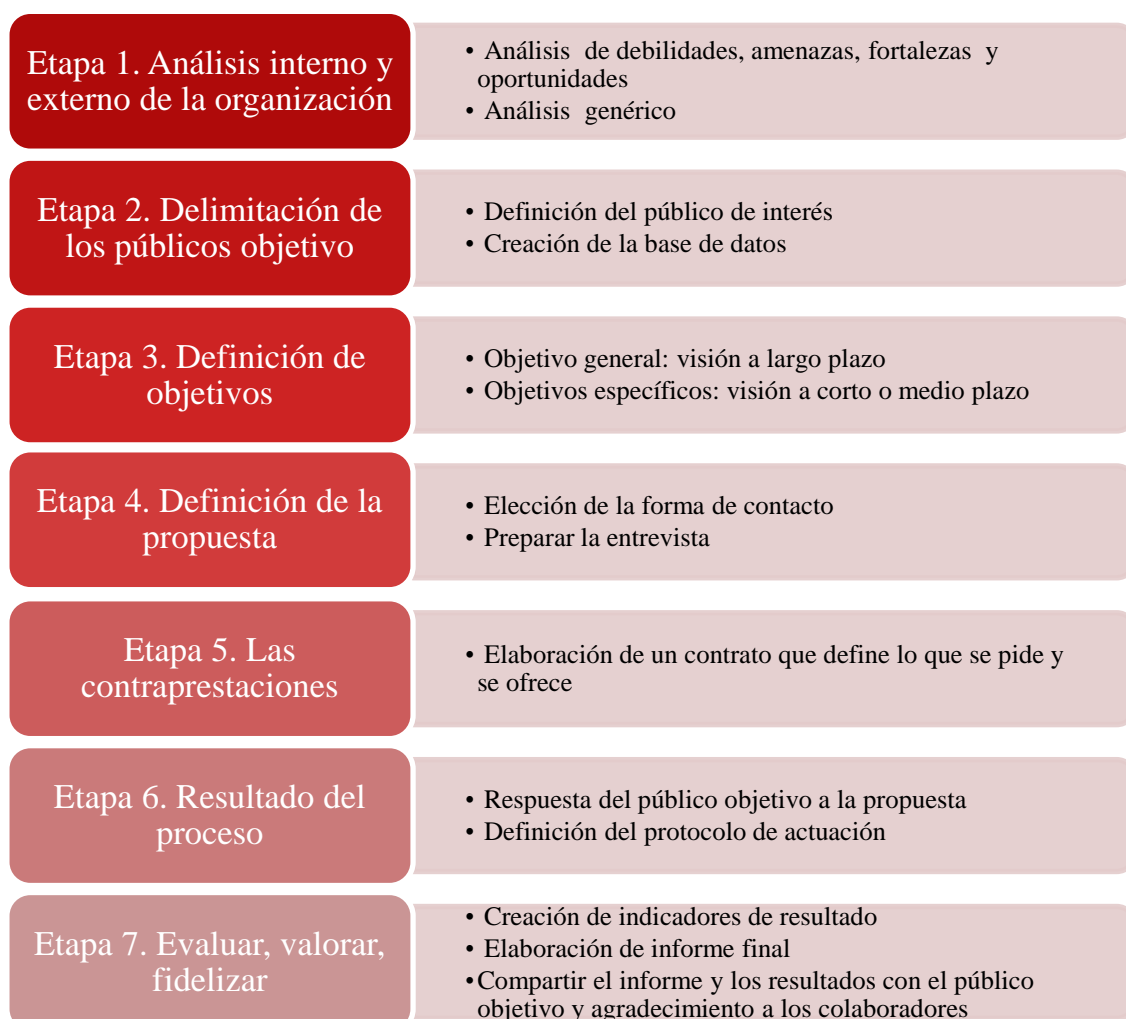 Etapa 1. Análisis interno y
externo de la organización
• Análisis de debilidades, amenazas, fortalezas y
oportunidades
• Análisis genérico
Etapa 2. Delimitación de
los públicos objetivo
• Definición del público de interés
• Creación de la base de datos
Etapa 3. Definición de
objetivos
• Objetivo general: visión a largo plazo
• Objetivos específicos: visión a corto o medio plazo
Etapa 4. Definición de la
propuesta
• Elección de la forma de contacto
• Preparar la entrevista
Etapa 5. Las
contraprestaciones
• Elaboración de un contrato que define lo que se pide y
se ofrece
Etapa 6. Resultado del
proceso
• Respuesta del público objetivo a la propuesta
• Definición del protocolo de actuación
Etapa 7. Evaluar, valorar,
fidelizar
• Creación de indicadores de resultado
• Elaboración de informe final
•Compartir el informe y los resultados con el público
objetivo y agradecimiento a los colaboradores